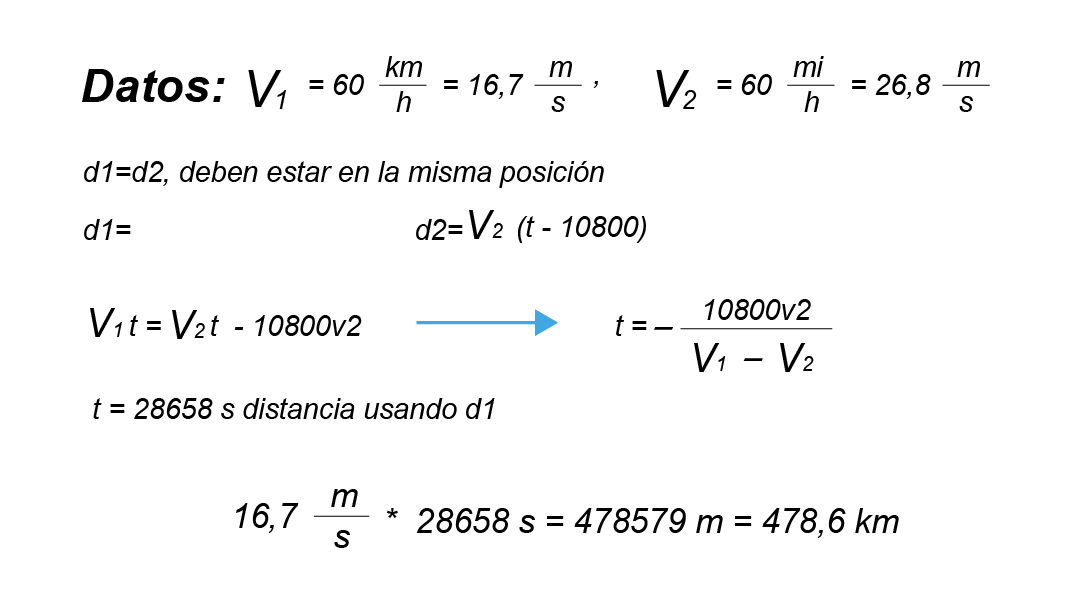 Datos: V1 = 60 km/h = 16,7 m/s , V2 = 60 mi/h = 26,8 m/s
d1=d2, deben estar en la misma posición
d1= d2=V2 (t - 10800)
V1 t = V2 t - 10800v2 → t = – 10800v2 / V1 – V2
t = 28658 s distancia usando d1
16,7 m/s * 28658 s = 478579 m = 478,6 km